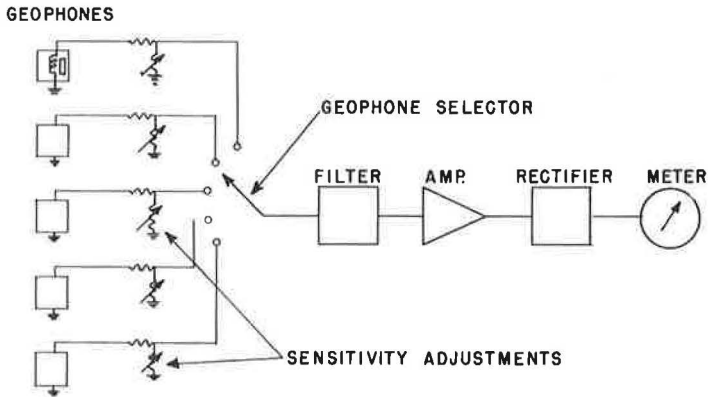 GEOPHONES
GEOPHONE SELECTOR
FILTER
AMP.
RECTIFIER
METER
SENSITIVITY ADJUSTMENTS